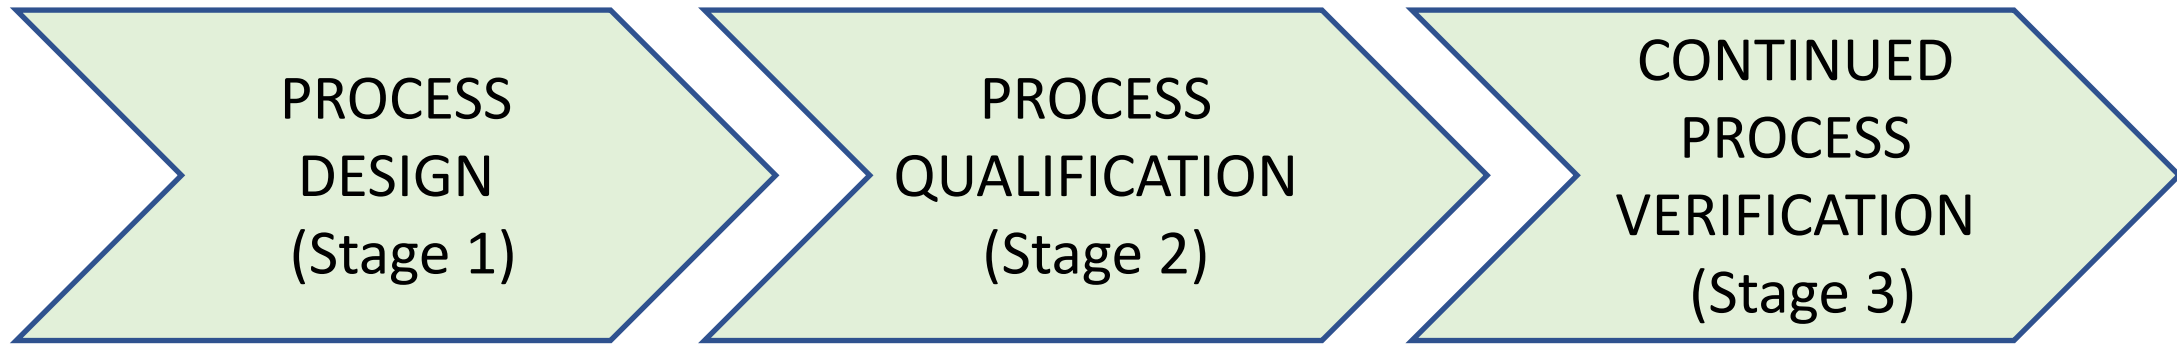 PROCESS
DESIGN
(Stage 1)
PROCESS
QUALIFICATION
(Stage 2)
CONTINUED
PROCESS
VERIFICATION
(Stage 3)